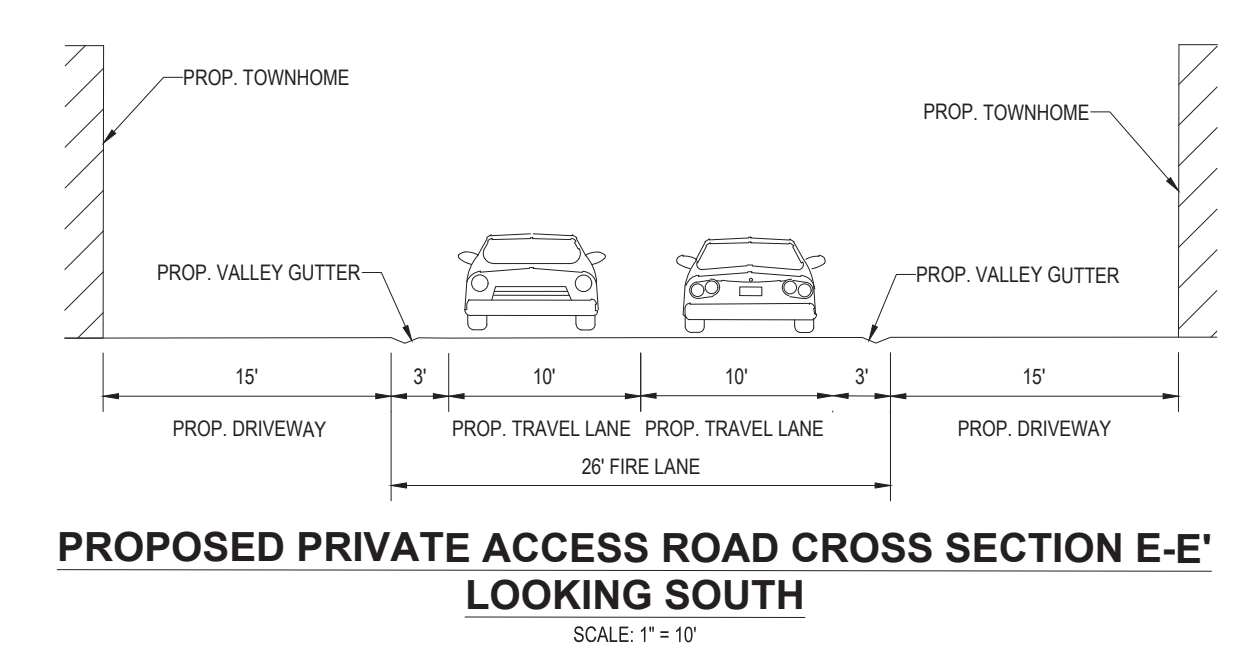 PROP. TOWNHOME
PROP. TOWNHOME
PROP. VALLEY GUTTER
PROP. VALLEY GUTTER
15' 3' 10' 10' 3' 15'
PROP. DRIVEWAY PROP. TRAVEL LANE PROP. TRAVEL LANE PROP. DRIVEWAY
26' FIRE LANE
PROPOSED PRIVATE ACCESS ROAD CROSS SECTION E-E'
LOOKING SOUTH
SCALE: 1" = 10'